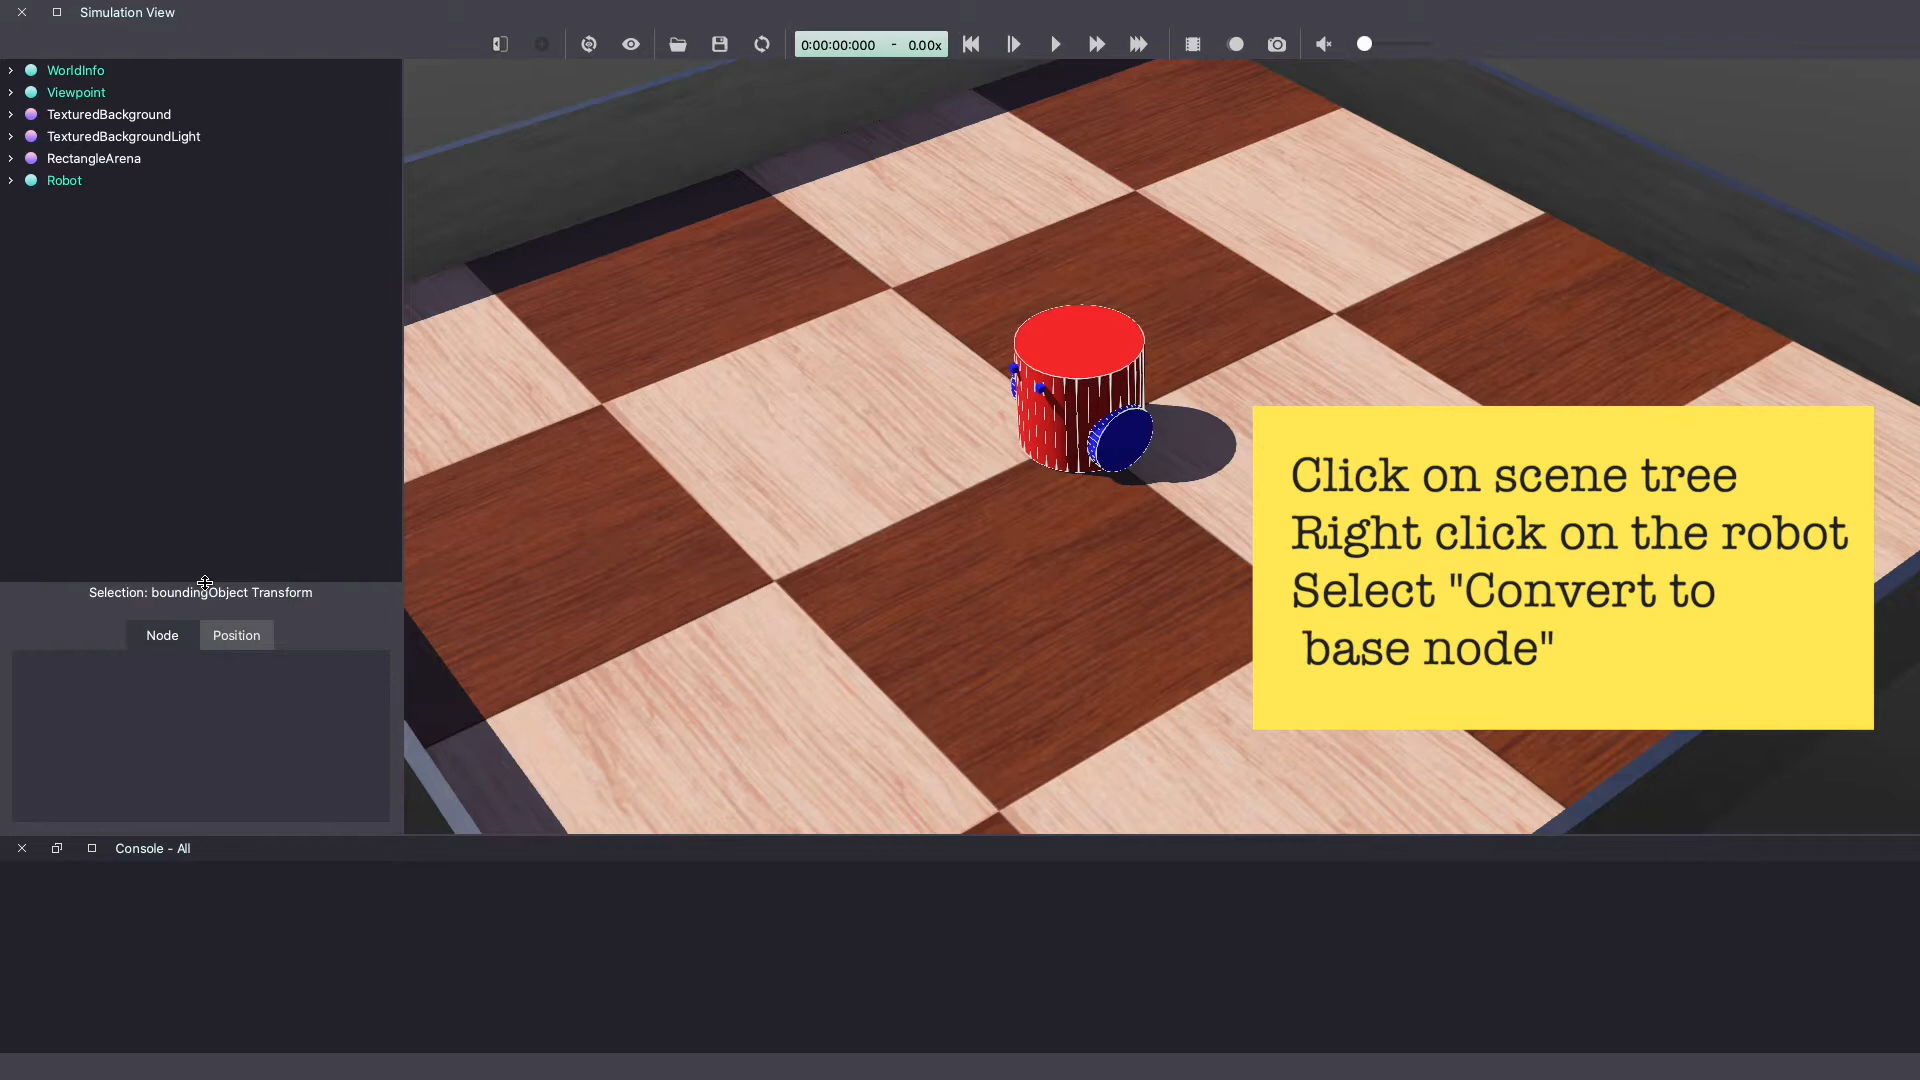 Simulation View
0:00:00:000 - 0.00x
WorldInfo
Viewpoint
TexturedBackground
TexturedBackgroundLight
RectangleArena
Robot
Selection: boundingObject Transform
Node Position
Click on scene tree
Right click on the robot
Select "Convert to
base node"
Console - All